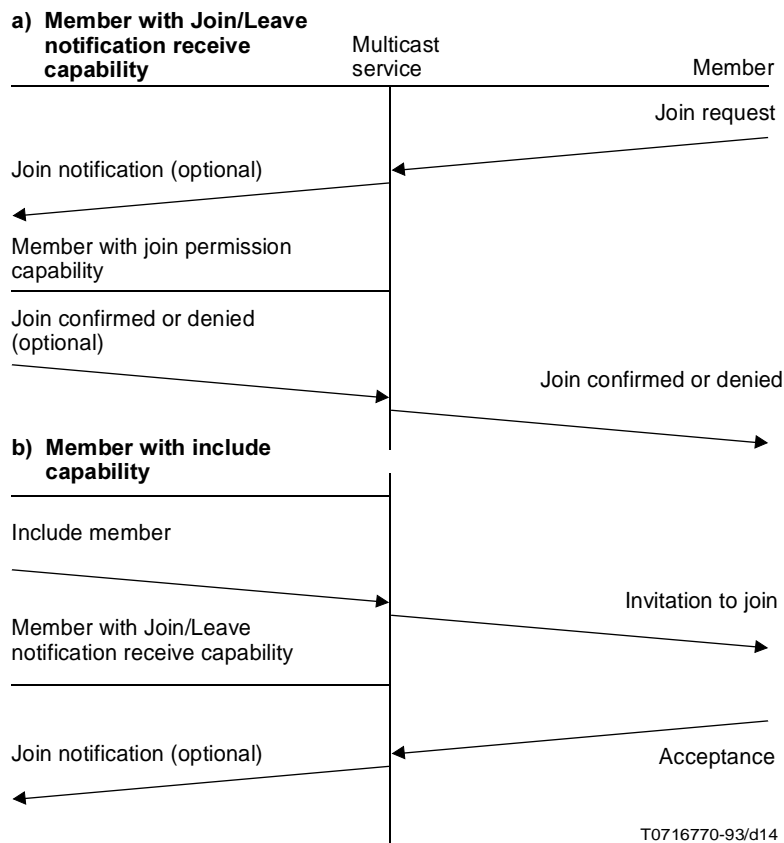 a) Member with Join/Leave
notification receive
capability
Multicast
service
Member
Join request
Join notification (optional)
Member with join permission
capability
Join confirmed or denied
(optional)
Join confirmed or denied
b) Member with include
capability
Include member
Invitation to join
Member with Join/Leave
notification receive capability
Join notification (optional)
Acceptance
T0716770-93/d14